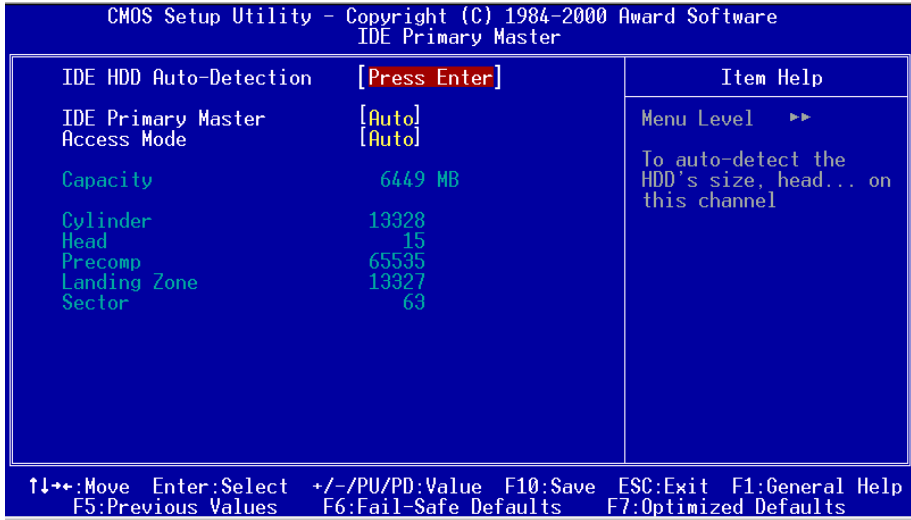 CMOS Setup Utility - Copyright (C) 1984-2000 Award Software
IDE Primary Master
IDE HDD Auto-Detection [Press Enter]
IDE Primary Master [Auto]
Access Mode [Auto]
Capacity 6449 MB
Cylinder 13328
Head 15
Precomp 65535
Landing Zone 13327
Sector 63
Item Help
Menu Level ▸▸
To auto-detect the
HDD's size, head... on
this channel
↑↓→←:Move Enter:Select +/-/PU/PD:Value F10:Save ESC:Exit F1:General Help
F5:Previous Values F6:Fail-Safe Defaults F7:Optimized Defaults